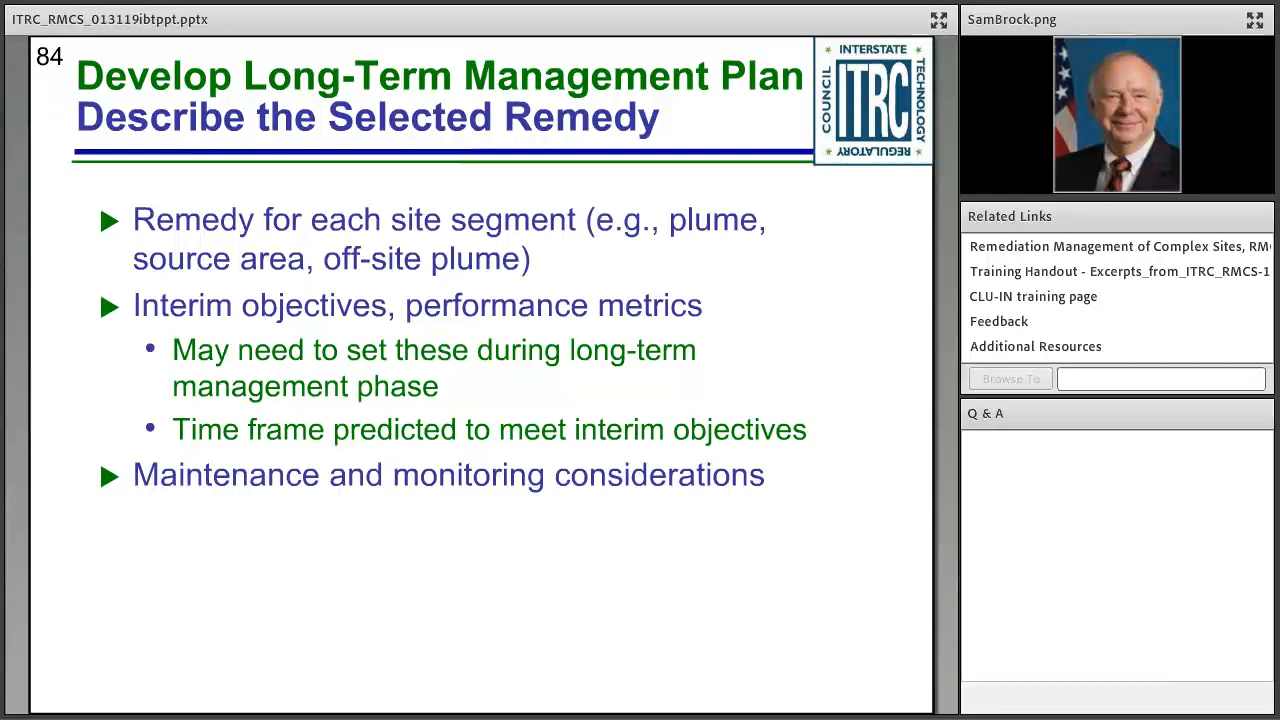 ITRC_RMCS_013119ibtppt.pptx
84
Develop Long-Term Management Plan
Describe the Selected Remedy
INTERSTATE
COUNCIL
ITRC
TECHNOLOGY
REGULATORY
Remedy for each site segment (e.g., plume,
source area, off-site plume)
Interim objectives, performance metrics
• May need to set these during long-term
management phase
• Time frame predicted to meet interim objectives
Maintenance and monitoring considerations
SamBrock.png
Related Links
Remediation Management of Complex Sites, RM
Training Handout - Excerpts_from_ITRC_RMCS-1
CLU-IN training page
Feedback
Additional Resources
Browse To
Q & A